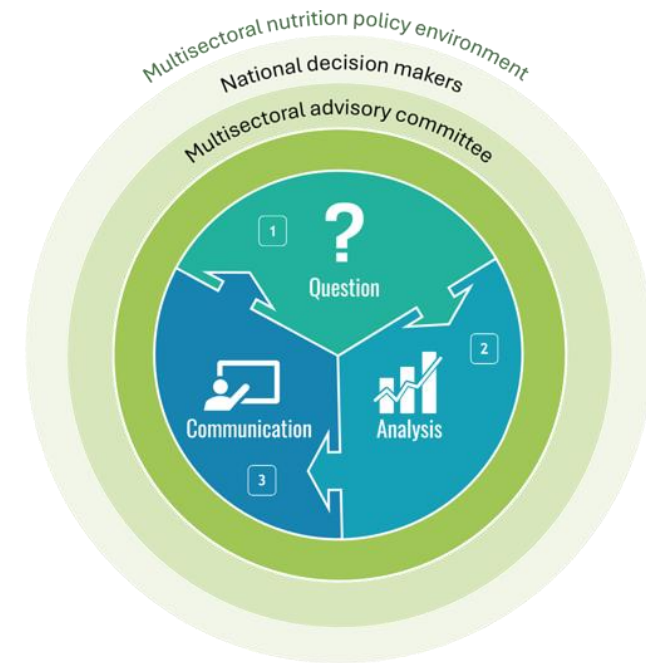 Multisectoral nutrition policy environment
National decision makers
Multisectoral advisory committee
1
?
Question
2
Analysis
Communication
3